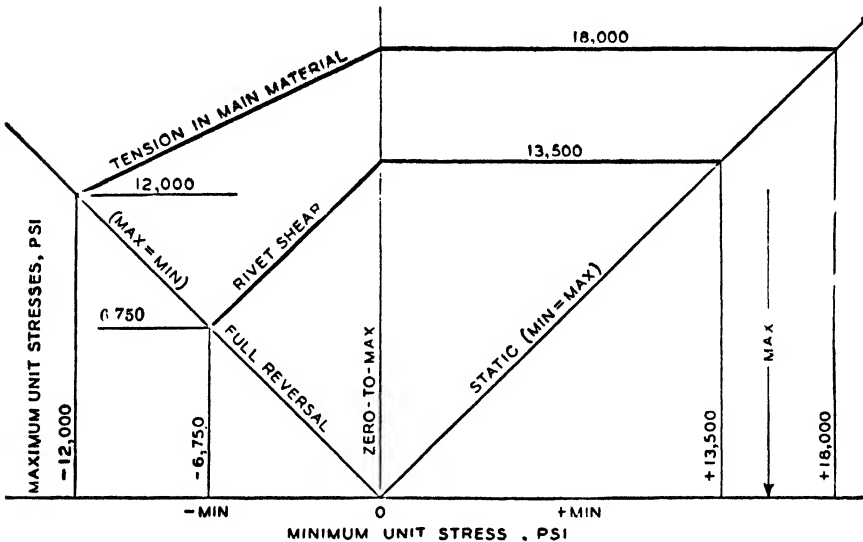 18,000
TENSION IN MAIN MATERIAL
13,500
12,000
(MAX = MIN)
RIVET SHEAR
6 750
FULL REVERSAL
ZERO-TO-MAX
STATIC (MIN = MAX)
MAX
MAXIMUM UNIT STRESSES, PSI
-12,000
-6,750
+13,500
+18,000
-MIN
0
+MIN
MINIMUM UNIT STRESS , PSI